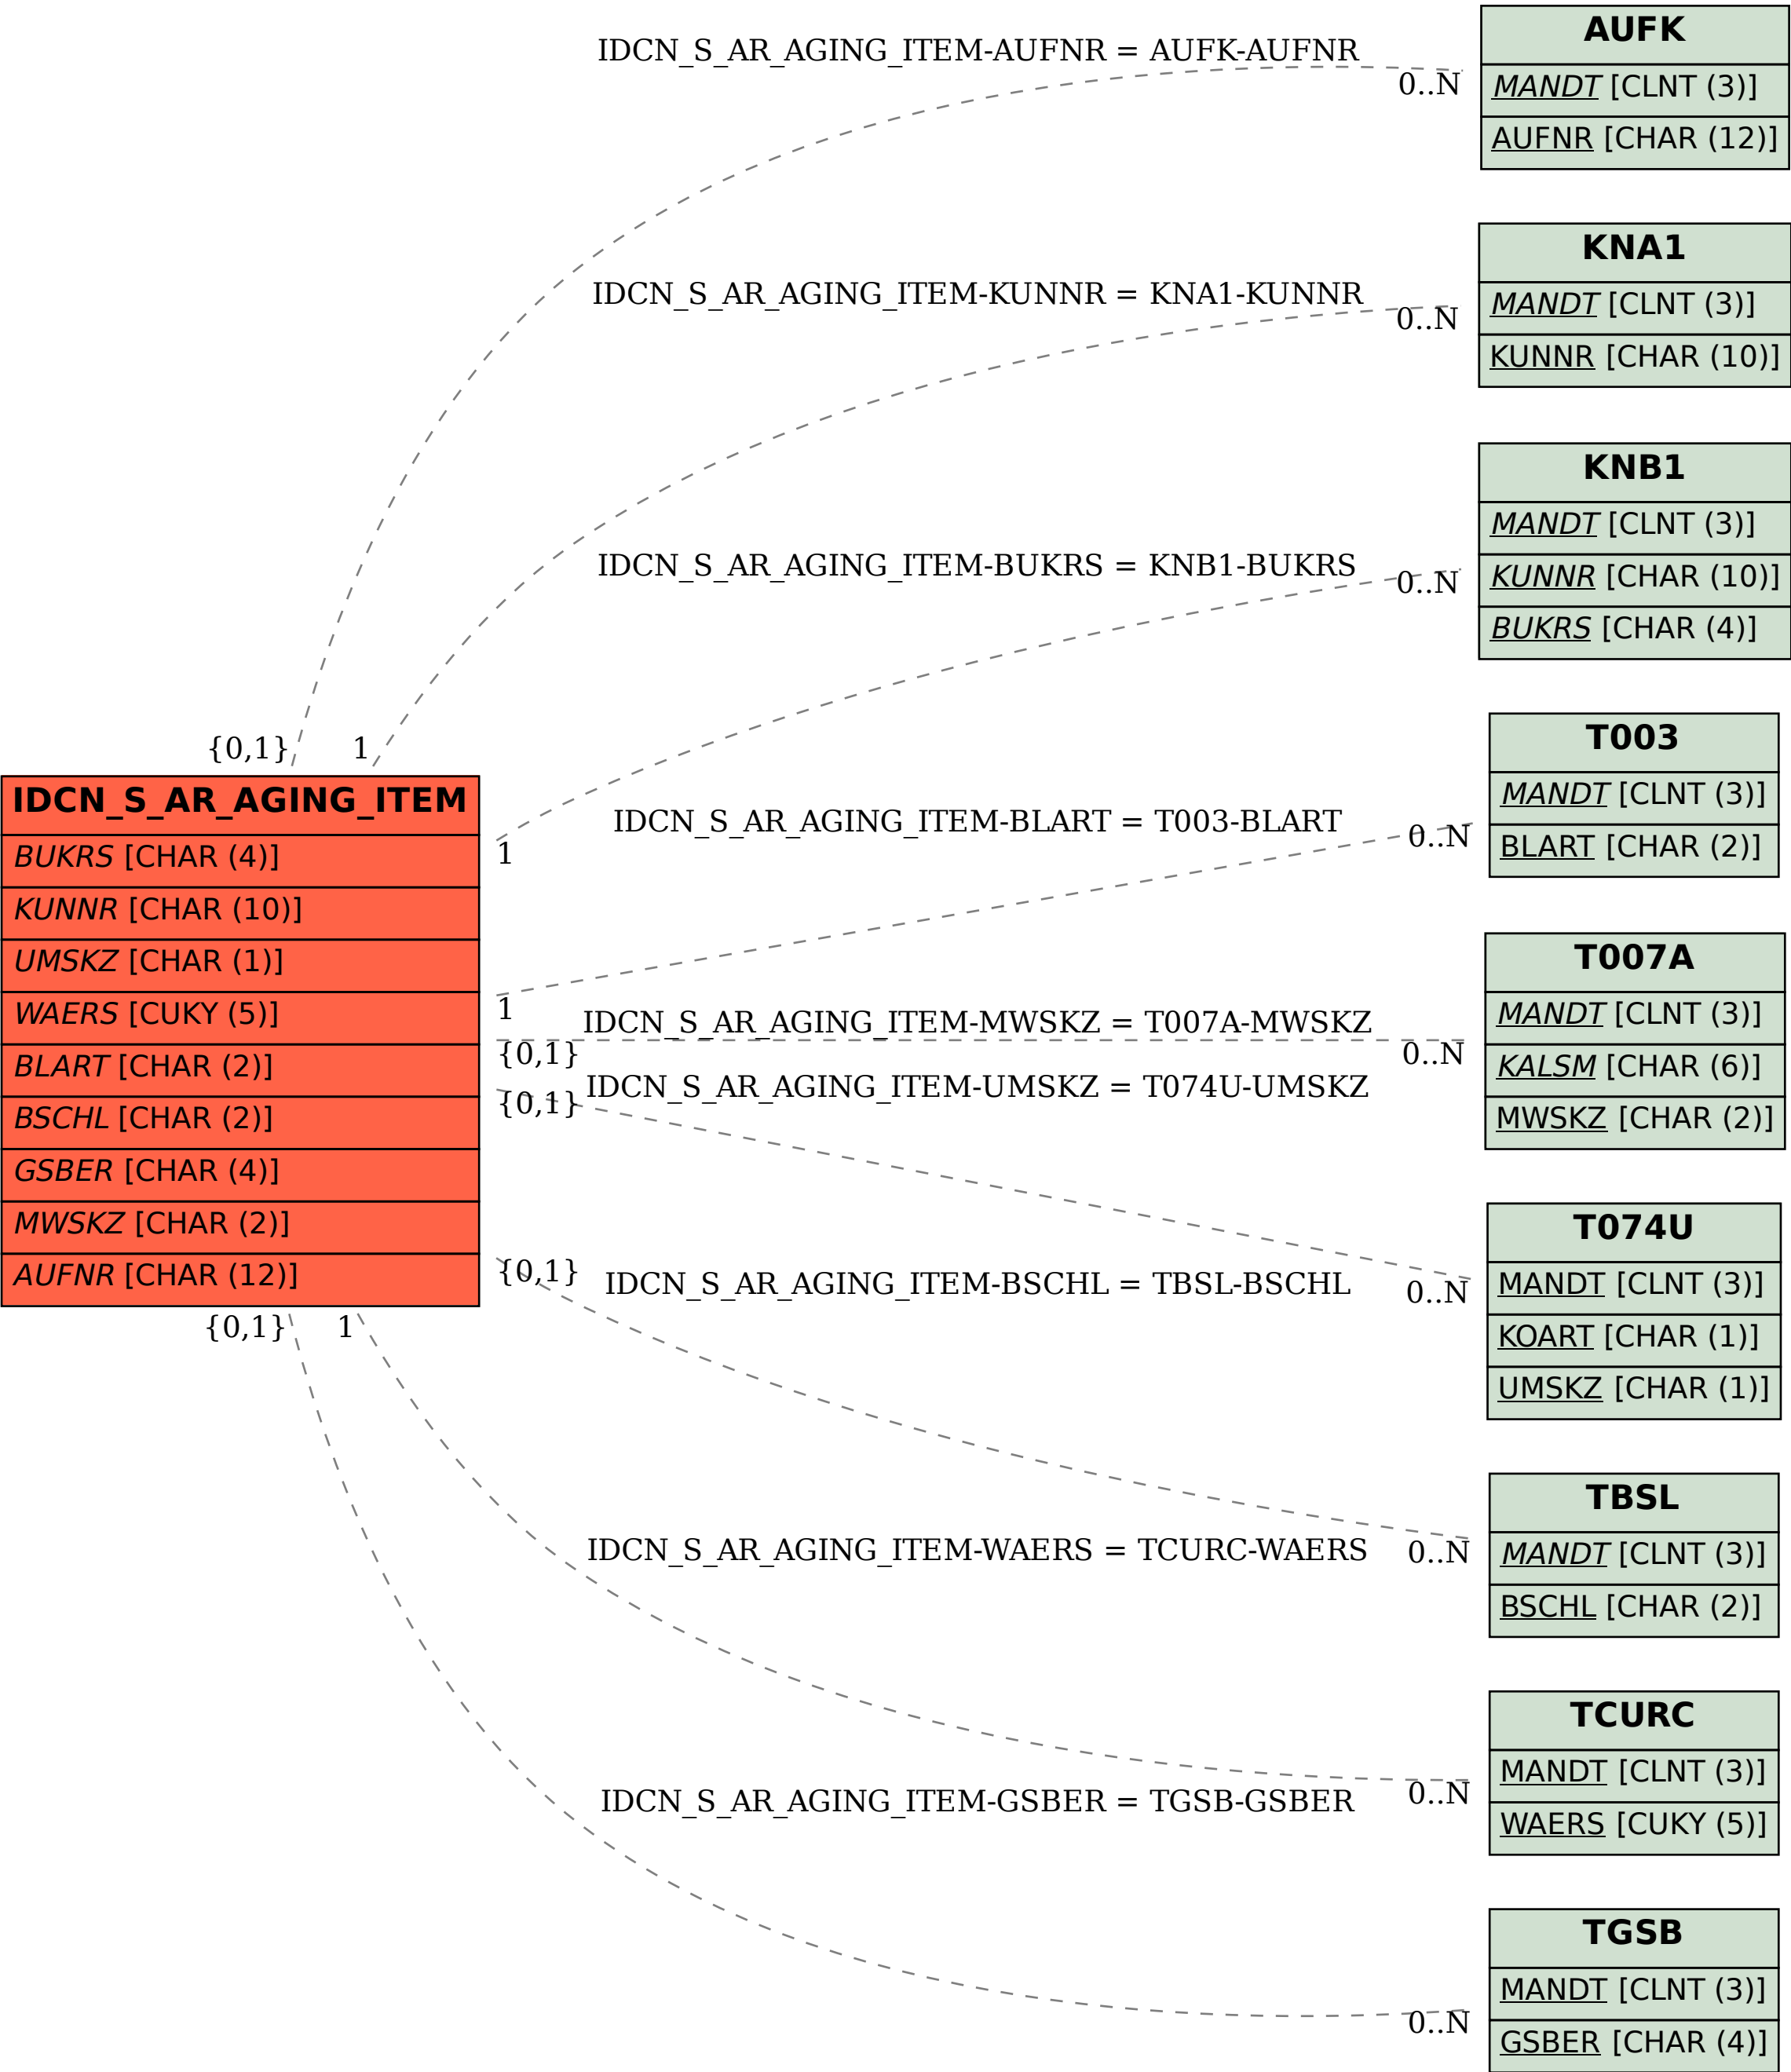 AUFK
IDCN_S_AR_AGING_ITEM-AUFNR = AUFK-AUFNR
0..N
MANDT [CLNT (3)]
AUFNR [CHAR (12)]
KNA1
IDCN_S_AR_AGING_ITEM-KUNNR = KNA1-KUNNR
0..N
MANDT [CLNT (3)]
KUNNR [CHAR (10)]
KNB1
MANDT [CLNT (3)]
IDCN_S_AR_AGING_ITEM-BUKRS = KNB1-BUKRS
0..N
KUNNR [CHAR (10)]
BUKRS [CHAR (4)]
{0,1}
1
T003
IDCN_S_AR_AGING_ITEM
BUKRS [CHAR (4)]
KUNNR [CHAR (10)]
UMSKZ [CHAR (1)]
WAERS [CUKY (5)]
BLART [CHAR (2)]
BSCHL [CHAR (2)]
GSBER [CHAR (4)]
MWSKZ [CHAR (2)]
AUFNR [CHAR (12)]
1
IDCN_S_AR_AGING_ITEM-BLART = T003-BLART
0..N
MANDT [CLNT (3)]
BLART [CHAR (2)]
1
T007A
IDCN_S_AR_AGING_ITEM-MWSKZ = T007A-MWSKZ
{0,1}
0..N
MANDT [CLNT (3)]
KALSM [CHAR (6)]
MWSKZ [CHAR (2)]
IDCN_S_AR_AGING_ITEM-UMSKZ = T074U-UMSKZ
{0,1}
T074U
0..N
MANDT [CLNT (3)]
KOART [CHAR (1)]
UMSKZ [CHAR (1)]
{0,1}
IDCN_S_AR_AGING_ITEM-BSCHL = TBSL-BSCHL
{0,1}
1
TBSL
0..N
MANDT [CLNT (3)]
BSCHL [CHAR (2)]
IDCN_S_AR_AGING_ITEM-WAERS = TCURC-WAERS
TCURC
0..N
MANDT [CLNT (3)]
WAERS [CUKY (5)]
IDCN_S_AR_AGING_ITEM-GSBER = TGSB-GSBER
TGSB
0..N
MANDT [CLNT (3)]
GSBER [CHAR (4)]